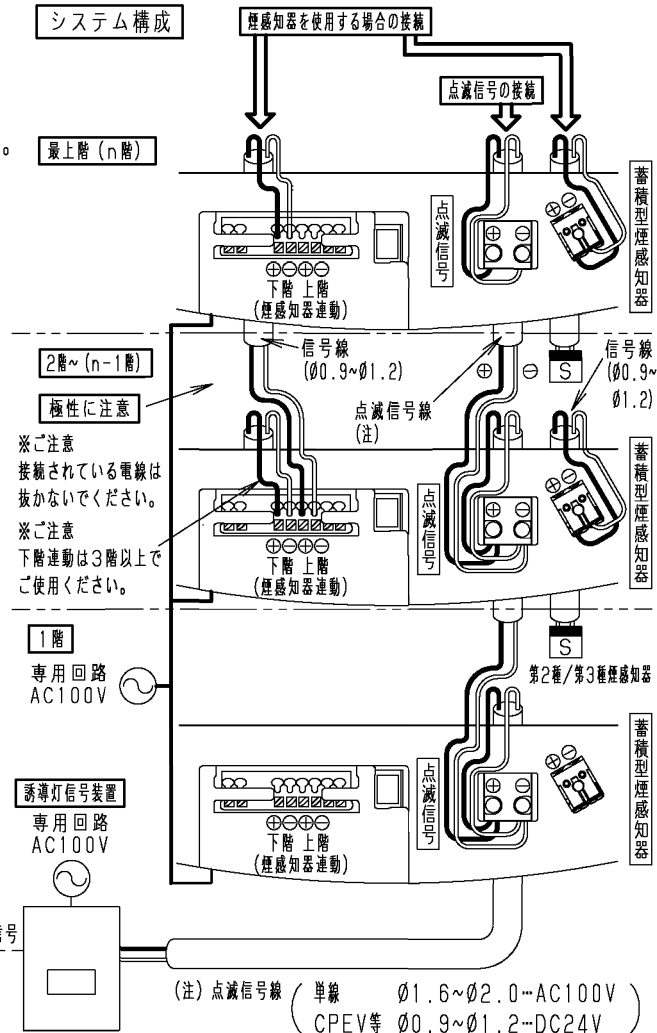 システム構成
煙感知器を使用する場合の接続
点滅信号の接続
。
最上階(n階)
点滅信号
⊕⊖
蓄積型煙感知器
⊕ ⊖
⊕⊖⊕⊖
下階 上階
(煙感知器連動)
2階~(n-1階)
信号線
(Ø0.9~Ø1.2)
点滅信号線
(注)
⊕ ⊖
S
信号線
(Ø0.9~
Ø1.2)
極性に注意
※ご注意
接続されている電線は
抜かないでください。
※ご注意
下階連動は3階以上で
ご使用ください。
点滅信号
⊕⊖
蓄積型煙感知器
⊕ ⊖
⊕⊖⊕⊖
下階 上階
(煙感知器連動)
1階
専用回路
AC100V
S
第2種/第3種煙感知器
点滅信号
⊕⊖
蓄積型煙感知器
⊕ ⊖
⊕⊖⊕⊖
下階 上階
(煙感知器連動)
誘導灯信号装置
専用回路
AC100V
信号
(注) 点滅信号線
単線 Ø1.6~Ø2.0…AC100V
CPEV等 Ø0.9~Ø1.2…DC24V